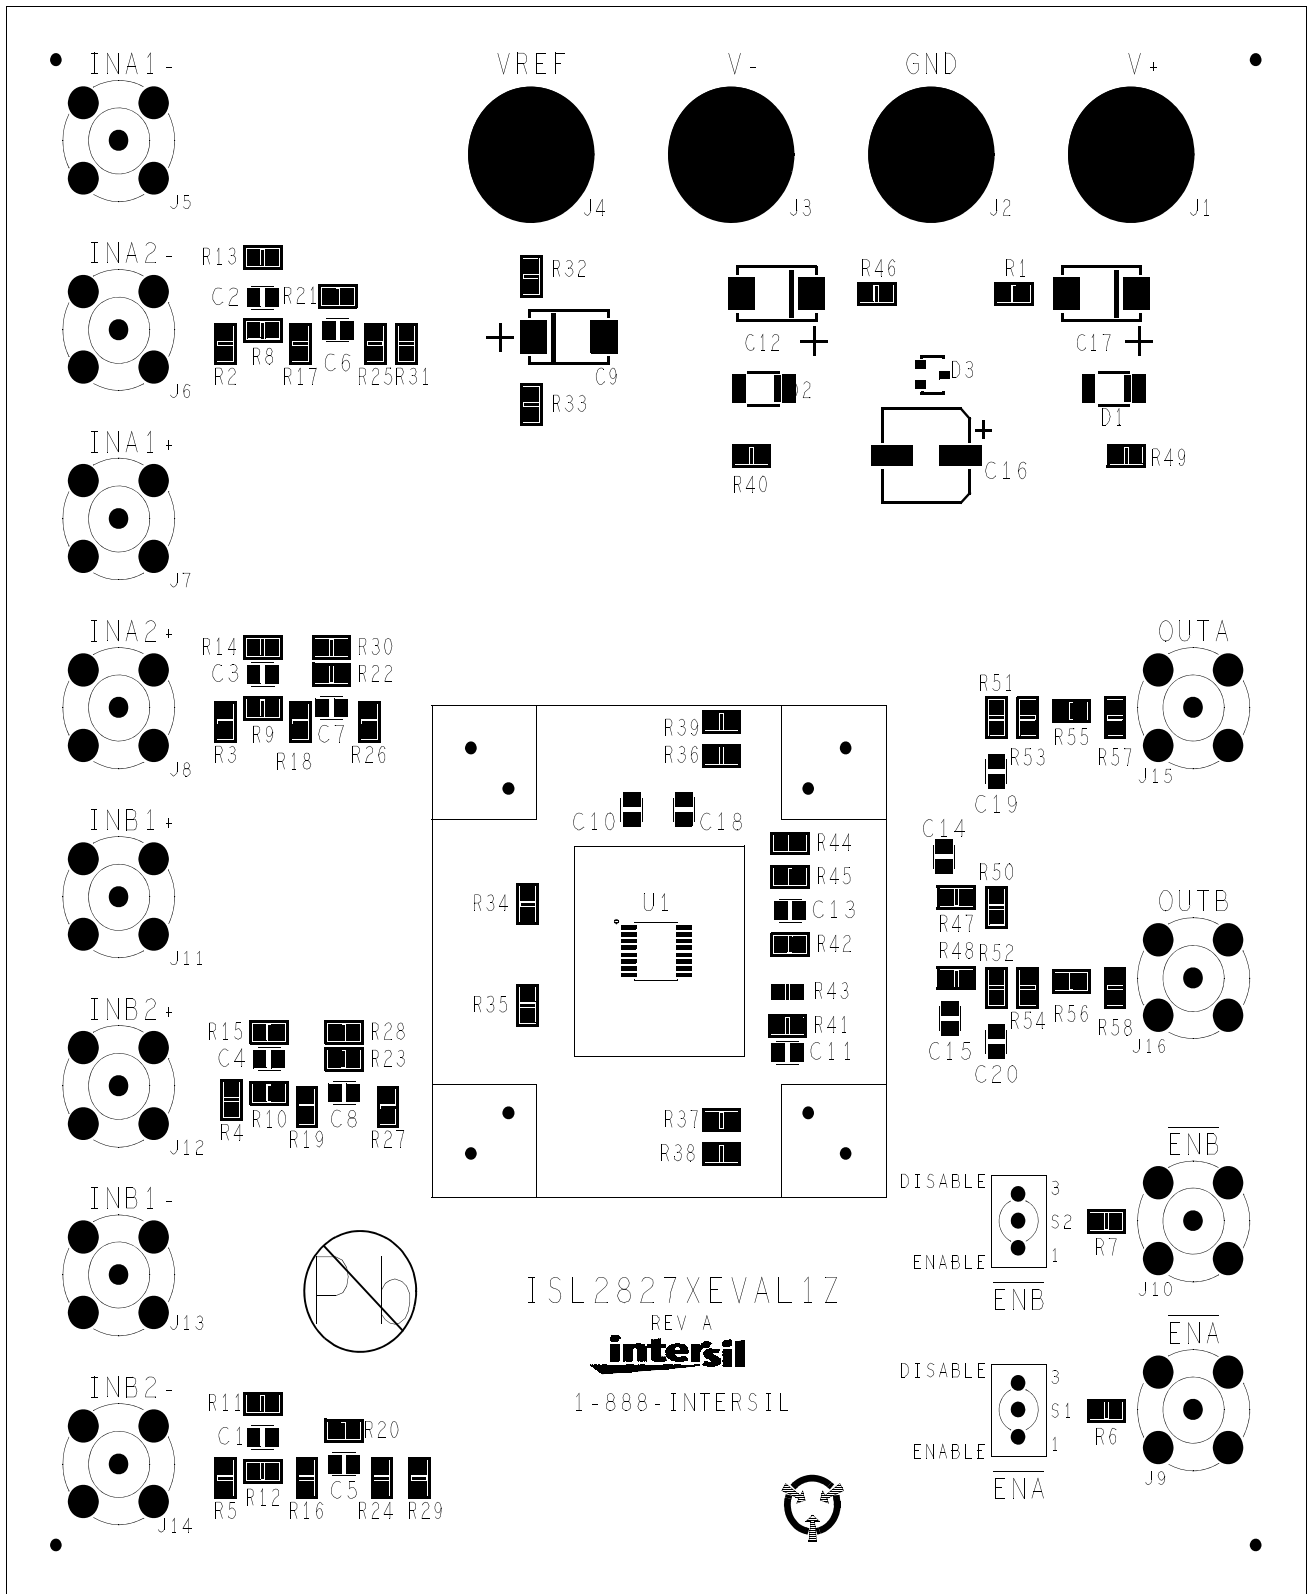 INA1-
VREF
V-
GND
V+
J5
J4
J3
J2
J1
INA2-
R13
R32
R46
R1
C2
R21
R8
C6
C12
C17
R2
R17
R25
R31
C9
D3
J6
R33
D2
D1
INA1+
R40
C16
R49
J7
INA2+
OUTA
R14
R30
C3
R22
R51
R39
R9
C7
R55
R3
R18
R26
R36
R53
R57
J8
J15
C19
INB1+
C10
C18
C14
R44
R45
R50
R34
U1
C13
OUTB
R47
R42
J11
R48
R52
R43
INB2+
R35
R15
R28
R41
R54
R56
R58
C4
R23
C11
C15
J16
C20
R10
C8
R37
R4
R19
R27
J12
R38
ENB
DISABLE
3
INB1-
S2
R7
ENABLE
1
Pb
ISL2827XEVAL1Z
ENB
J10
J13
REV A
ENA
intersil
DISABLE
3
INB2-
1-888-INTERSIL
R11
S1
C1
R20
R6
ENABLE
1
R12
C5
ENA
J9
R5
R16
R24
R29
J14